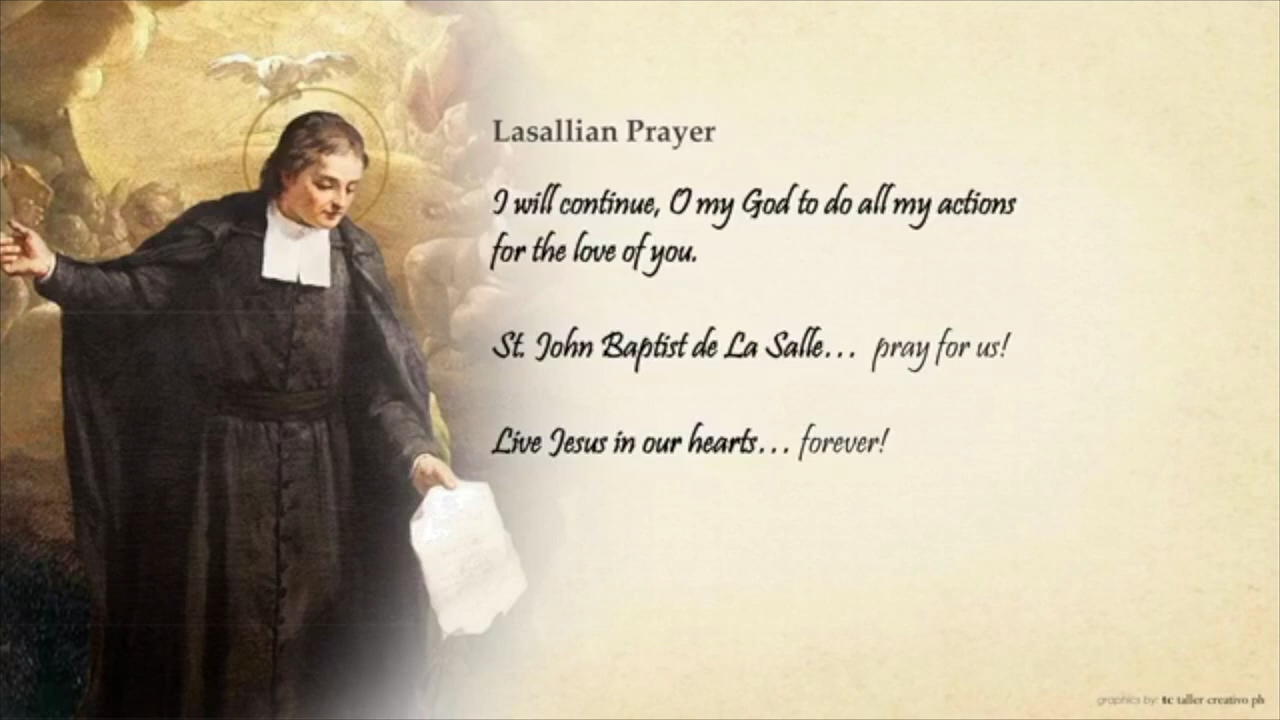 Lasallian Prayer
I will continue, O my God to do all my actions
for the love of you.
St. John Baptist de La Salle... pray for us!
Live Jesus in our hearts... forever!
graphics by: tc taller creativo ph